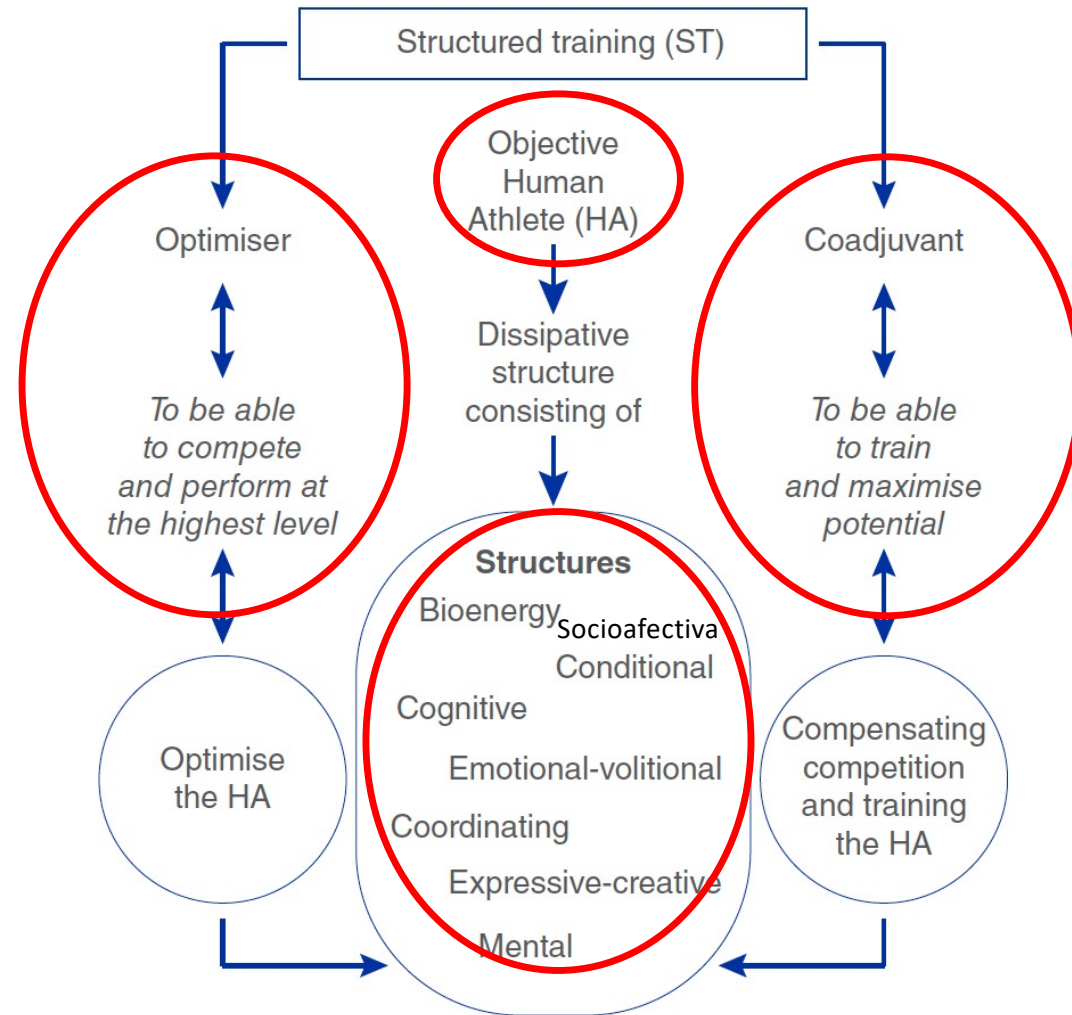 Structured training (ST)
Objective
Human
Athlete (HA)
Optimiser
Coadjuvant
Dissipative
structure
consisting of
To be able
to compete
and perform at
the highest level
To be able
to train
and maximise
potential
Structures
Bioenergy
Socioafectiva
Conditional
Cognitive
Emotional-volitional
Coordinating
Expressive-creative
Mental
Optimise
the HA
Compensating
competition
and training
the HA